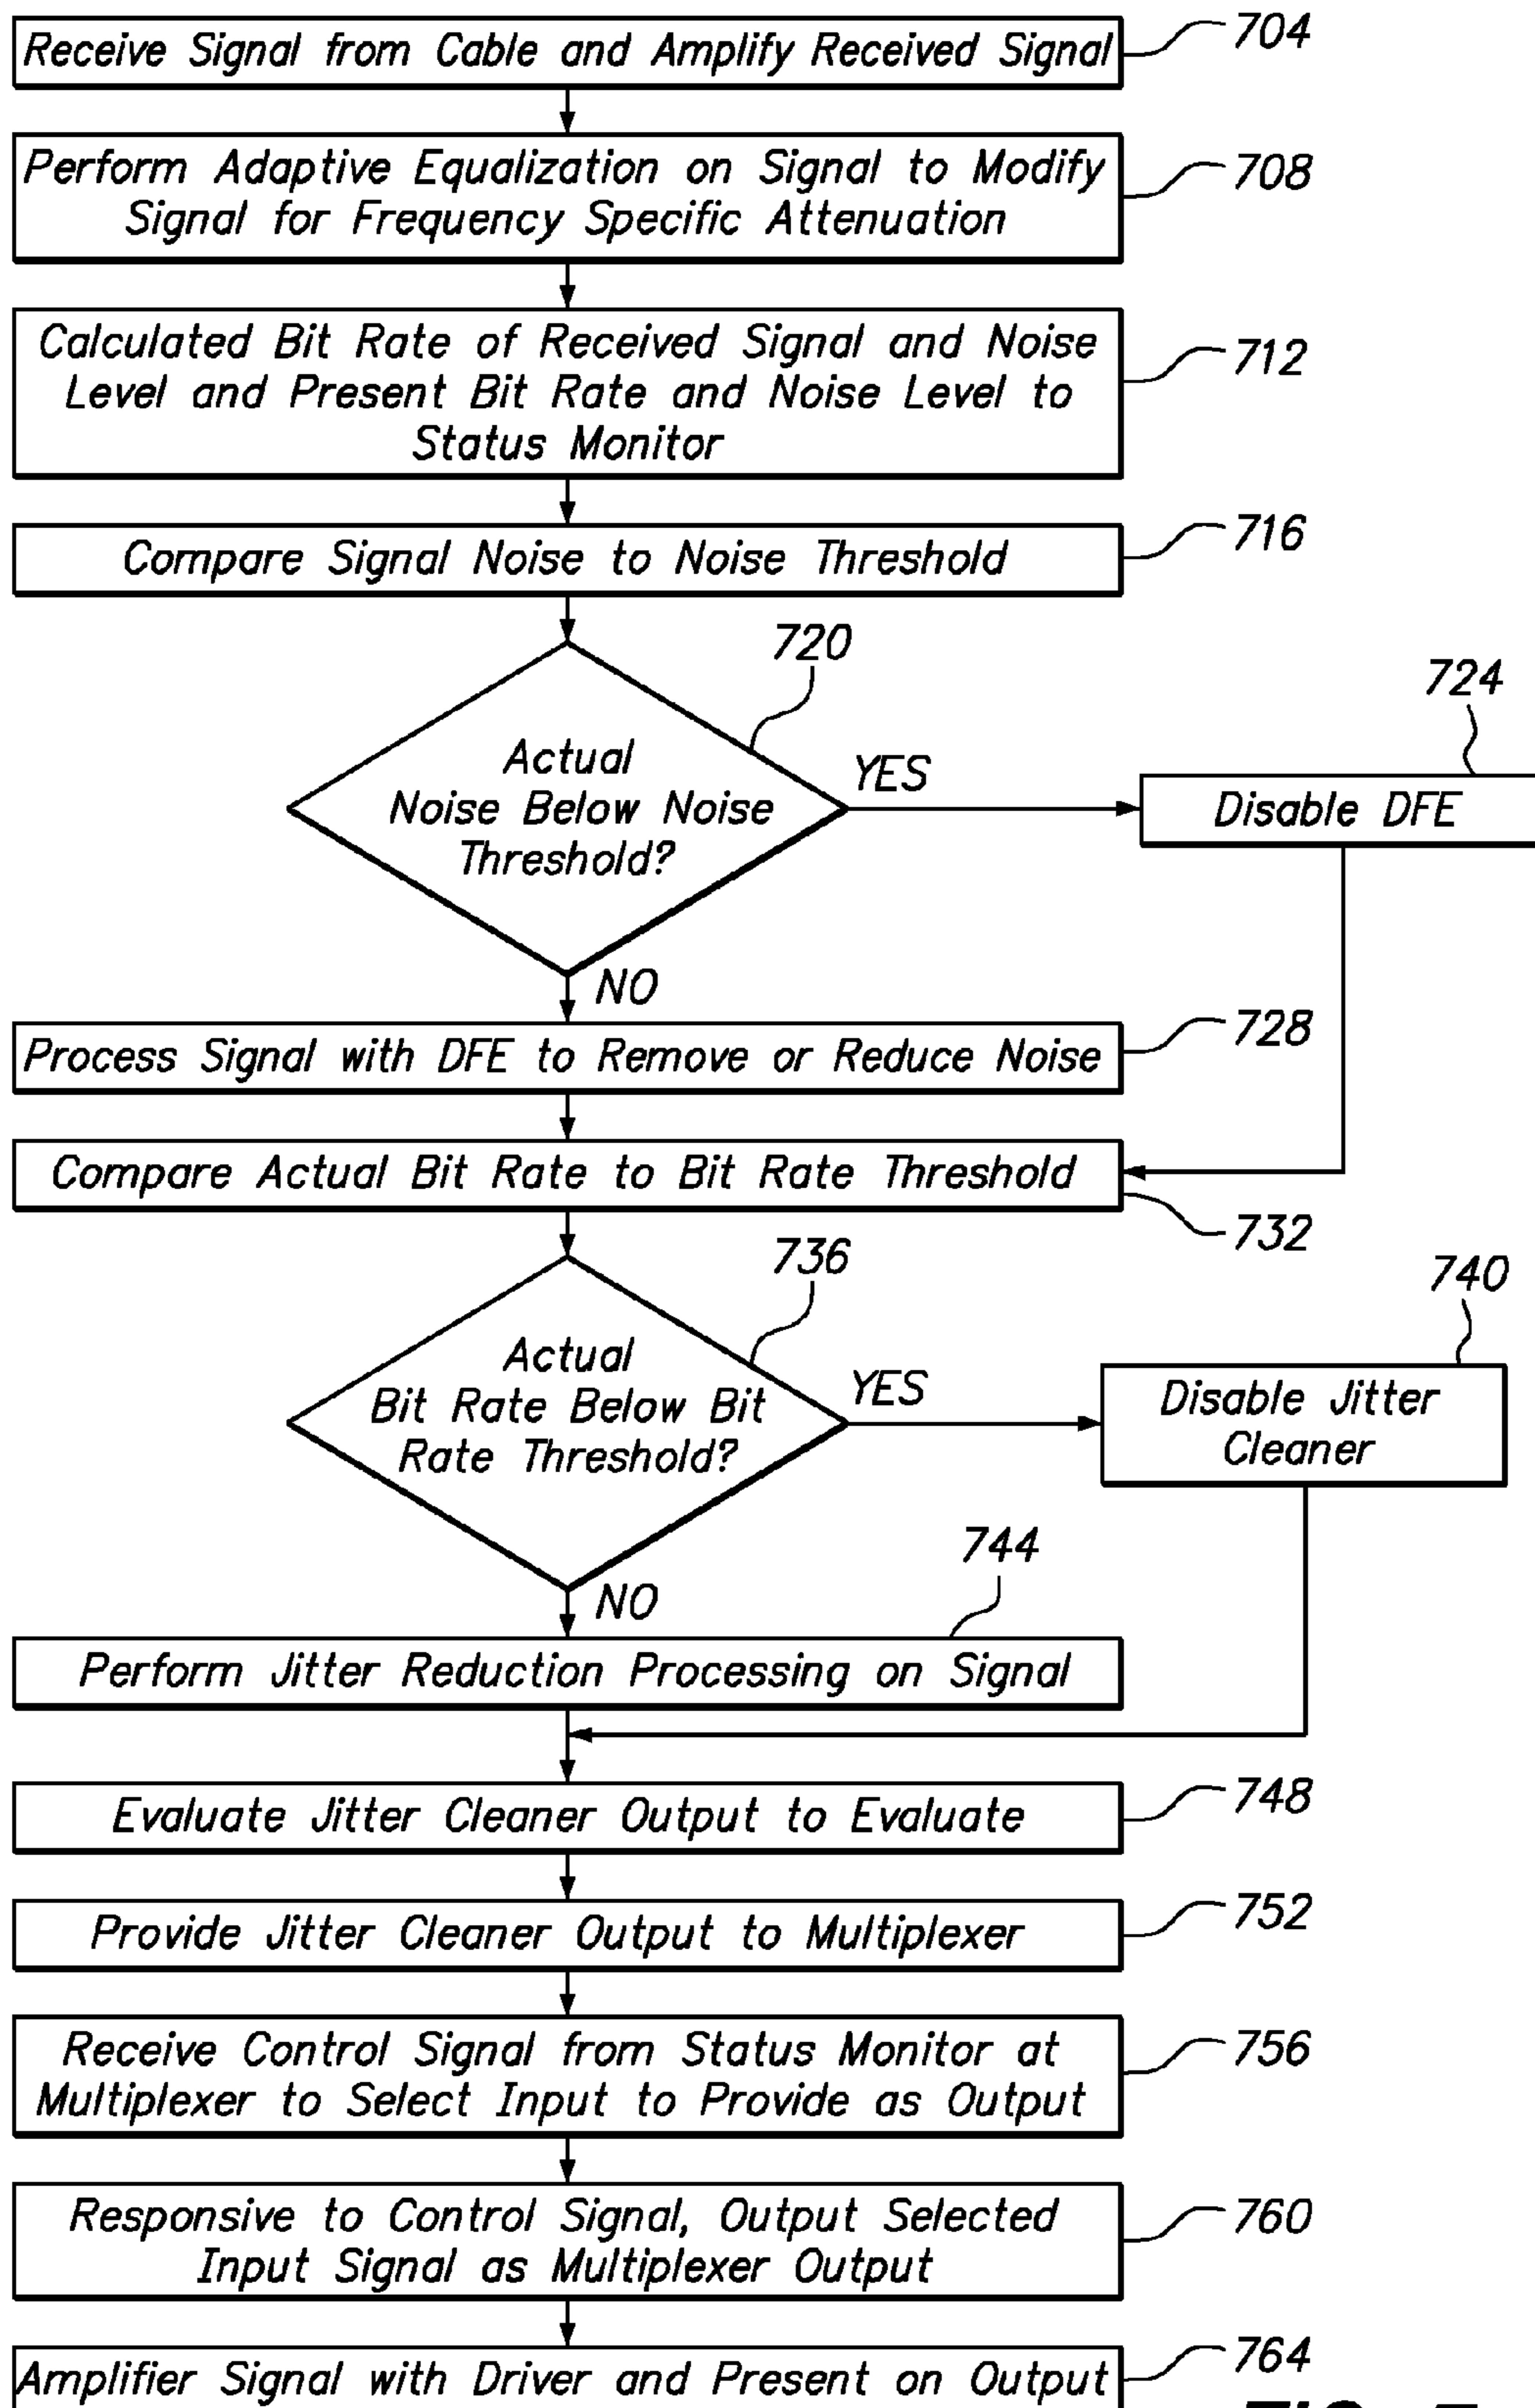 Receive Signal from Cable and Amplify Received Signal
704
Perform Adaptive Equalization on Signal to Modify
Signal for Frequency Specific Attenuation
708
Calculated Bit Rate of Received Signal and Noise
Level and Present Bit Rate and Noise Level to
Status Monitor
712
Compare Signal Noise to Noise Threshold
716
720
Actual
Noise Below Noise
Threshold?
YES
724
Disable DFE
NO
Process Signal with DFE to Remove or Reduce Noise
728
Compare Actual Bit Rate to Bit Rate Threshold
732
736
Actual
Bit Rate Below Bit
Rate Threshold?
YES
740
Disable Jitter
Cleaner
NO
744
Perform Jitter Reduction Processing on Signal
Evaluate Jitter Cleaner Output to Evaluate
748
Provide Jitter Cleaner Output to Multiplexer
752
Receive Control Signal from Status Monitor at
Multiplexer to Select Input to Provide as Output
756
Responsive to Control Signal, Output Selected
Input Signal as Multiplexer Output
760
Amplifier Signal with Driver and Present on Output
764